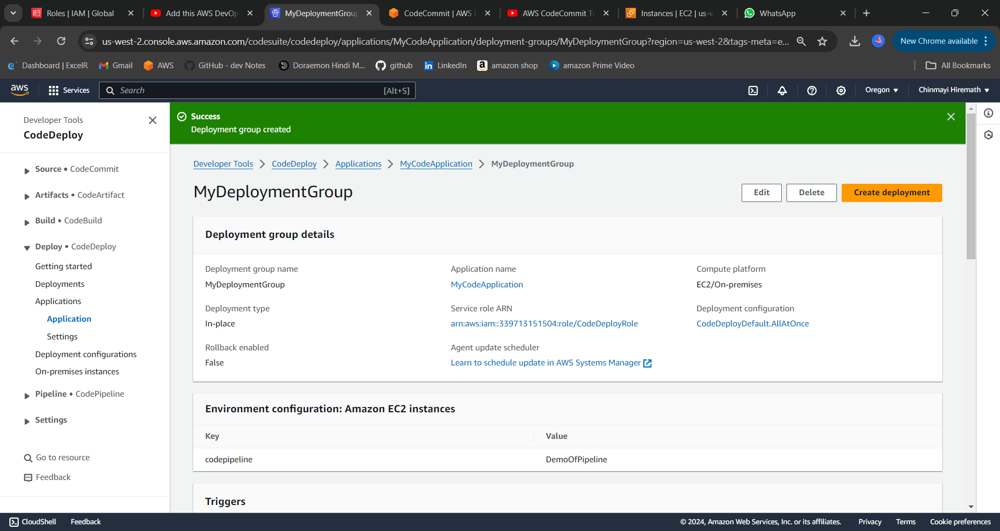 Roles | IAM | Global
Add this AWS DevOp
MyDeploymentGroup
CodeCommit | AWS D
AWS CodeCommit Tu
Instances | EC2 | us-w
WhatsApp
us-west-2.console.aws.amazon.com/codesuite/codedeploy/applications/MyCodeApplication/deployment-groups/MyDeploymentGroup?region=us-west-2&tags-meta=e...
New Chrome available
Dashboard | ExcelR
Gmail
AWS
GitHub - dev Notes
Doraemon Hindi M...
github
LinkedIn
amazon shop
amazon Prime Video
All Bookmarks
aws
Services
Search
[Alt+S]
Oregon
Chinmayi Hiremath
Developer Tools
CodeDeploy
Source • CodeCommit
Artifacts • CodeArtifact
Build • CodeBuild
Deploy • CodeDeploy
Getting started
Deployments
Applications
Application
Settings
Deployment configurations
On-premises instances
Pipeline • CodePipeline
Settings
Go to resource
Feedback
Success
Deployment group created
Developer Tools > CodeDeploy > Applications > MyCodeApplication > MyDeploymentGroup
MyDeploymentGroup
Edit
Delete
Create deployment
Deployment group details
Deployment group name
MyDeploymentGroup
Application name
MyCodeApplication
Compute platform
EC2/On-premises
Deployment type
In-place
Service role ARN
arn:aws:iam::339713151504:role/CodeDeployRole
Deployment configuration
CodeDeployDefault.AllAtOnce
Rollback enabled
False
Agent update scheduler
Learn to schedule update in AWS Systems Manager
Environment configuration: Amazon EC2 instances
Key
Value
codepipeline
DemoOfPipeline
Triggers
CloudShell
Feedback
© 2024, Amazon Web Services, Inc. or its affiliates.
Privacy
Terms
Cookie preferences